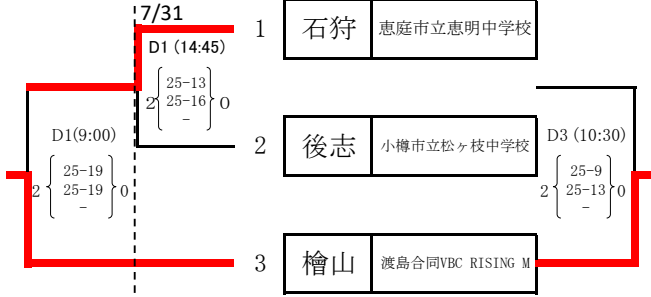 7/31
1 石狩 恵庭市立恵明中学校
D1 (14:45)
25-13
2 25-16 0
-
D1(9:00)
2 後志 小樽市立松ヶ枝中学校
D3 (10:30)
25-19
2 25-19 0
-
25-9
2 25-13 0
-
3 檜山 渡島合同VBC RISING M